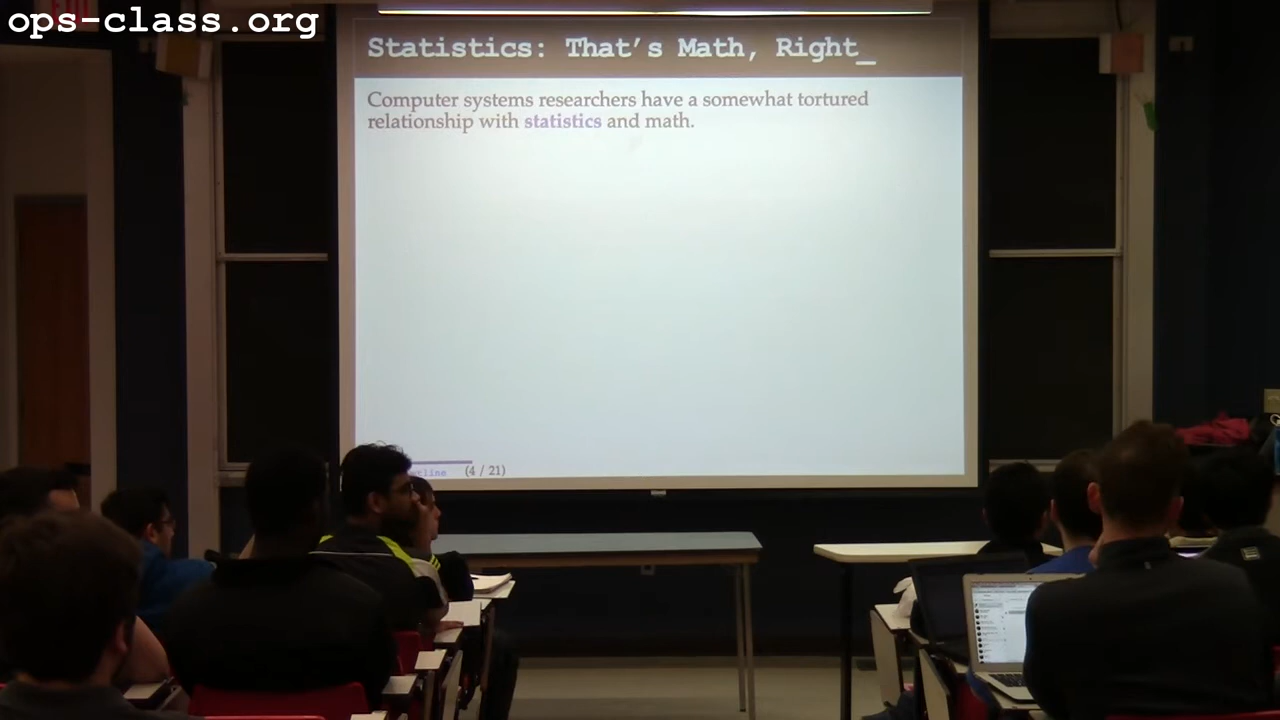 ops-class.org
Statistics: That's Math, Right_
Computer systems researchers have a somewhat tortured
relationship with statistics and math.
(4 / 21)